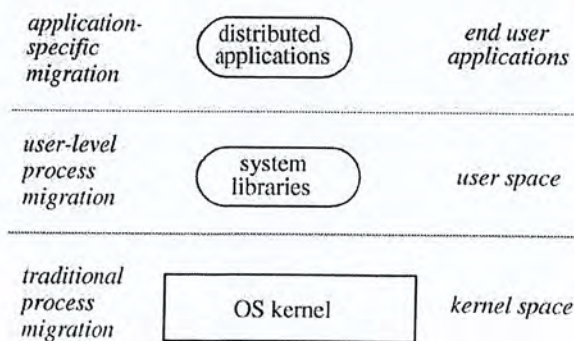 application-
specific
migration
distributed
applications
end user
applications
user-level
process
migration
system
libraries
user space
traditional
process
migration
OS kernel
kernel space